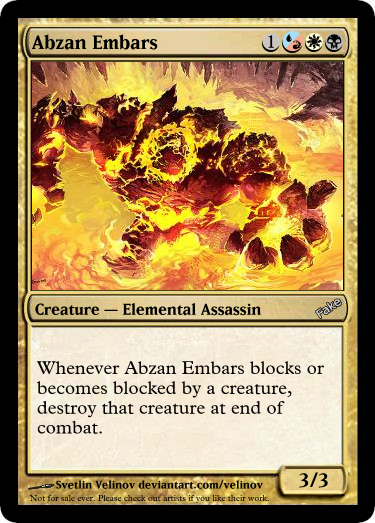 Abzan Embars
1
Creature — Elemental Assassin
Fake
Whenever Abzan Embars blocks or
becomes blocked by a creature,
destroy that creature at end of
combat.
Svetlin Velinov deviantart.com/velinov
3/3
Not for sale ever. Please check out artists if you like their work.